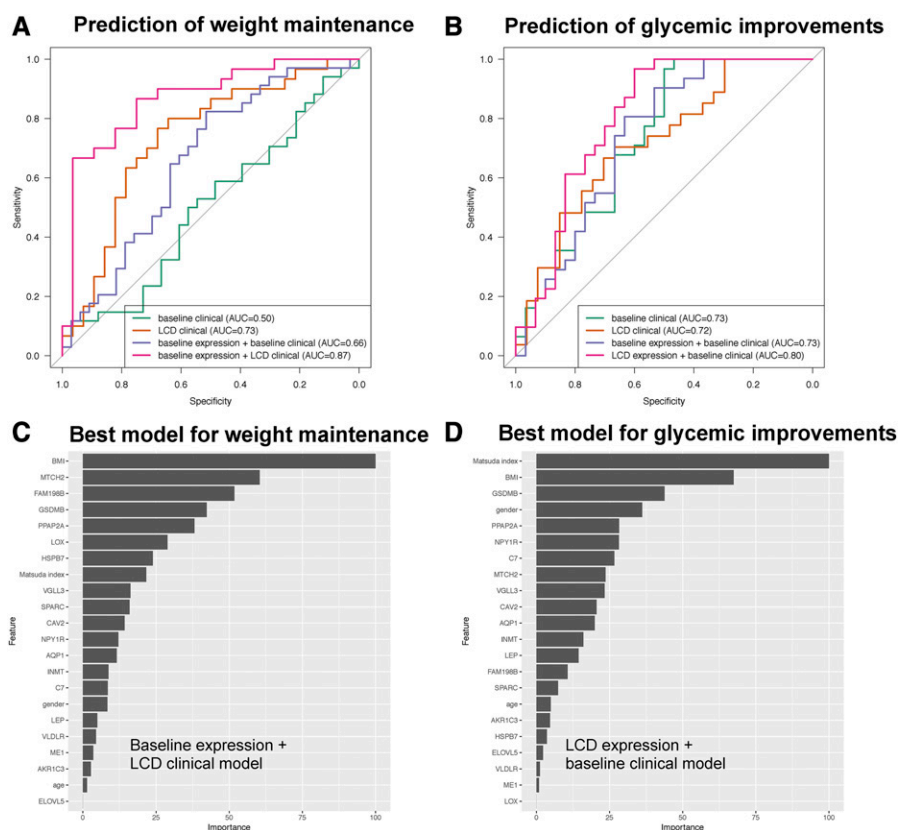 A Prediction of weight maintenance
1.0
0.8
0.6
0.4
0.2
0.0
Sensitivity
baseline clinical (AUC=0.50)
LCD clinical (AUC=0.73)
baseline expression + baseline clinical (AUC=0.66)
baseline expression + LCD clinical (AUC=0.87)
1.0 0.8 0.6 0.4 0.2 0.0
Specificity
B Prediction of glycemic improvements
1.0
0.8
0.6
0.4
0.2
0.0
Sensitivity
baseline clinical (AUC=0.73)
LCD clinical (AUC=0.72)
baseline expression + baseline clinical (AUC=0.73)
LCD expression + baseline clinical (AUC=0.80)
1.0 0.8 0.6 0.4 0.2 0.0
Specificity
C Best model for weight maintenance
Feature
BMI
MTCH2
FAM198B
GSDMB
PPAP2A
LOX
HSPB7
Matsuda index
VGLL3
SPARC
CAV2
NPY1R
AQP1
INMT
C7
gender
LEP
VLDLR
ME1
AKR1C3
age
ELOVL5
Baseline expression +
LCD clinical model
0 25 50 75 100
Importance
D Best model for glycemic improvements
Feature
Matsuda index
BMI
GSDMB
gender
PPAP2A
NPY1R
C7
MTCH2
VGLL3
CAV2
AQP1
INMT
LEP
FAM198B
SPARC
age
AKR1C3
HSPB7
ELOVL5
VLDLR
ME1
LOX
LCD expression +
baseline clinical model
0 25 50 75 100
Importance